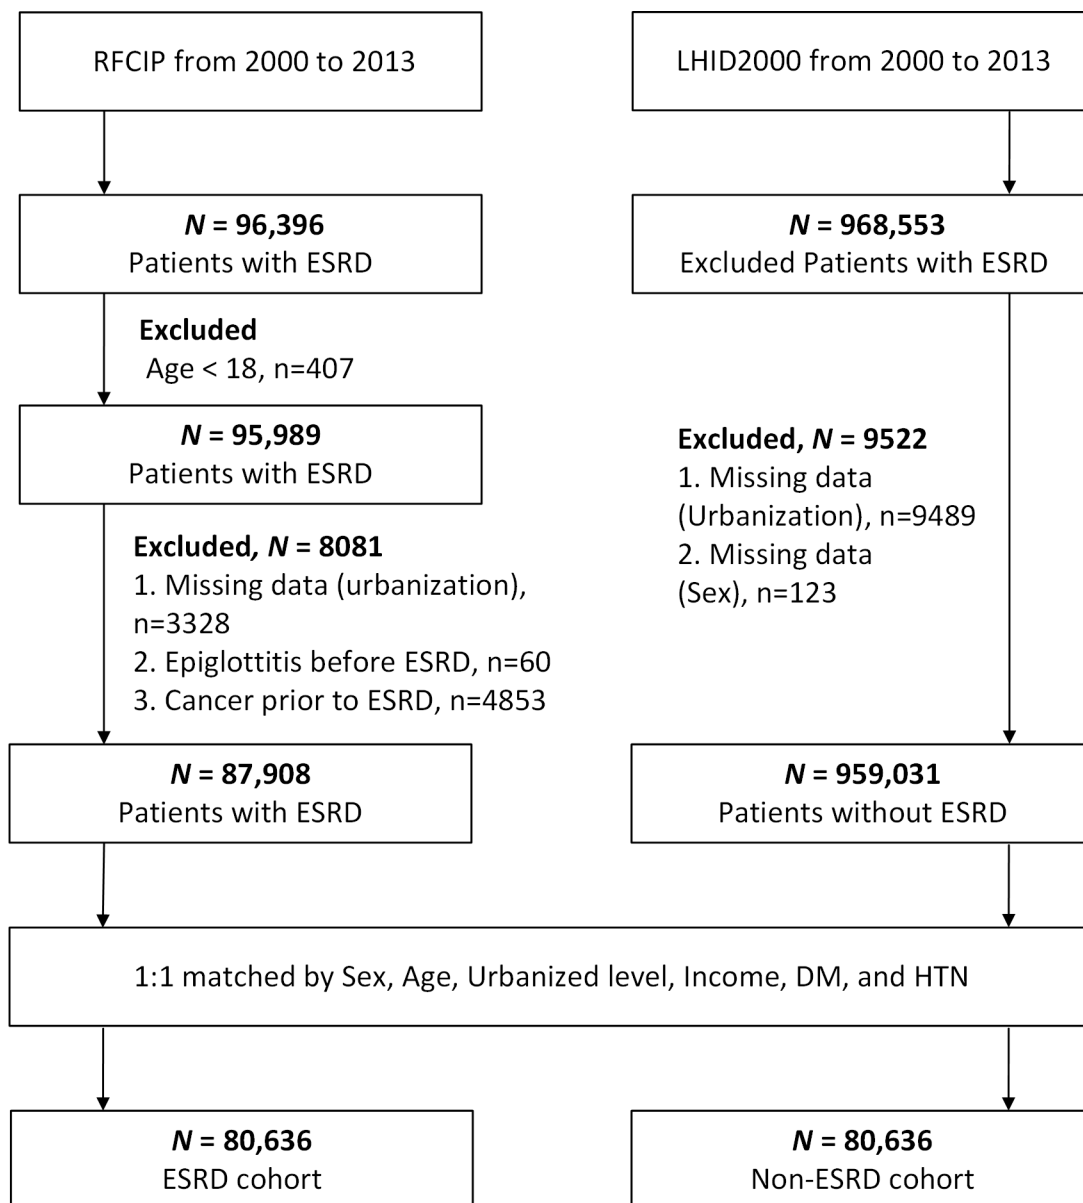 RFCIP from 2000 to 2013
LHID2000 from 2000 to 2013
N = 96,396
Patients with ESRD
N = 968,553
Excluded Patients with ESRD
Excluded
Age < 18, n=407
N = 95,989
Patients with ESRD
Excluded, N = 9522
1. Missing data
(Urbanization), n=9489
2. Missing data
(Sex), n=123
Excluded, N = 8081
1. Missing data (urbanization),
n=3328
2. Epiglottitis before ESRD, n=60
3. Cancer prior to ESRD, n=4853
N = 87,908
Patients with ESRD
N = 959,031
Patients without ESRD
1:1 matched by Sex, Age, Urbanized level, Income, DM, and HTN
N = 80,636
ESRD cohort
N = 80,636
Non-ESRD cohort